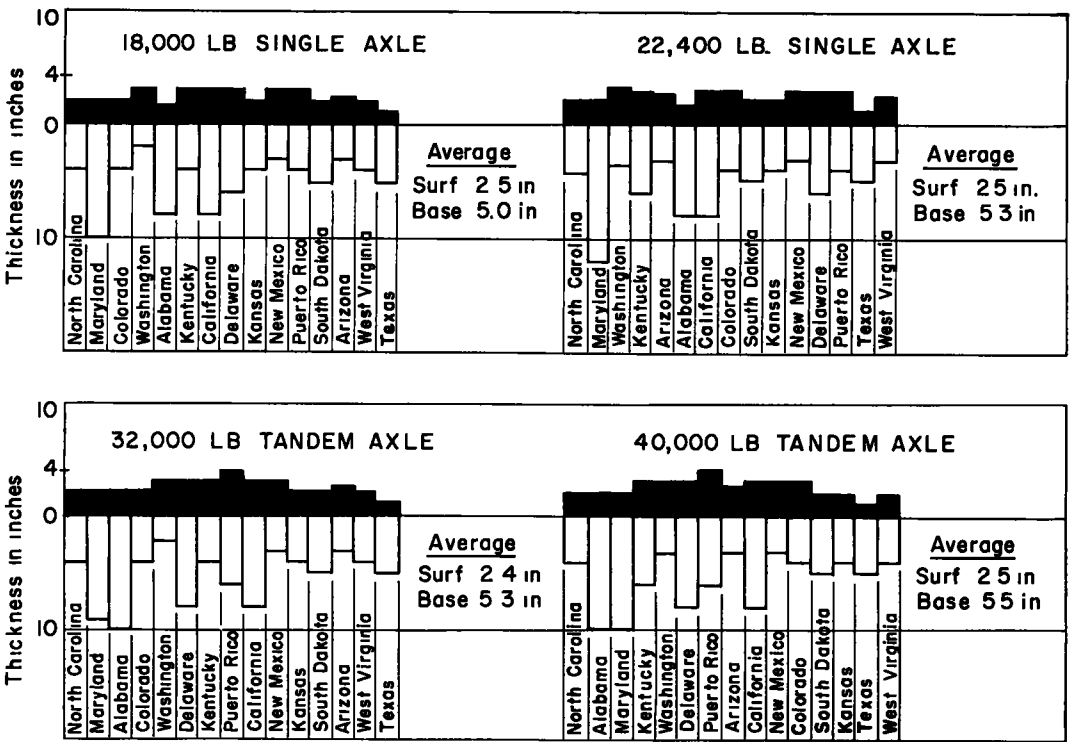 10
18,000 LB SINGLE AXLE
22,400 LB. SINGLE AXLE
4
0
Thickness in inches
Average
Surf 2 5 in
Base 5.0 in
Average
Surf 2 5 in.
Base 5 3 in
10
North Carolina
Maryland
Colorado
Washington
Alabama
Kentucky
California
Delaware
Kansas
New Mexico
Puerto Rico
South Dakota
Arizona
West Virginia
Texas
North Carolina
Maryland
Washington
Kentucky
Arizona
Alabama
California
Colorado
South Dakota
Kansas
New Mexico
Delaware
Puerto Rico
Texas
West Virginia
10
32,000 LB TANDEM AXLE
40,000 LB TANDEM AXLE
4
0
Thickness in inches
Average
Surf 2 4 in
Base 5 3 in
Average
Surf 2 5 in
Base 5 5 in
10
North Carolina
Maryland
Alabama
Colorado
Washington
Delaware
Kentucky
Puerto Rico
California
New Mexico
Kansas
South Dakota
Arizona
West Virginia
Texas
North Carolina
Alabama
Maryland
Kentucky
Washington
Delaware
Puerto Rico
Arizona
California
New Mexico
Colorado
South Dakota
Kansas
Texas
West Virginia